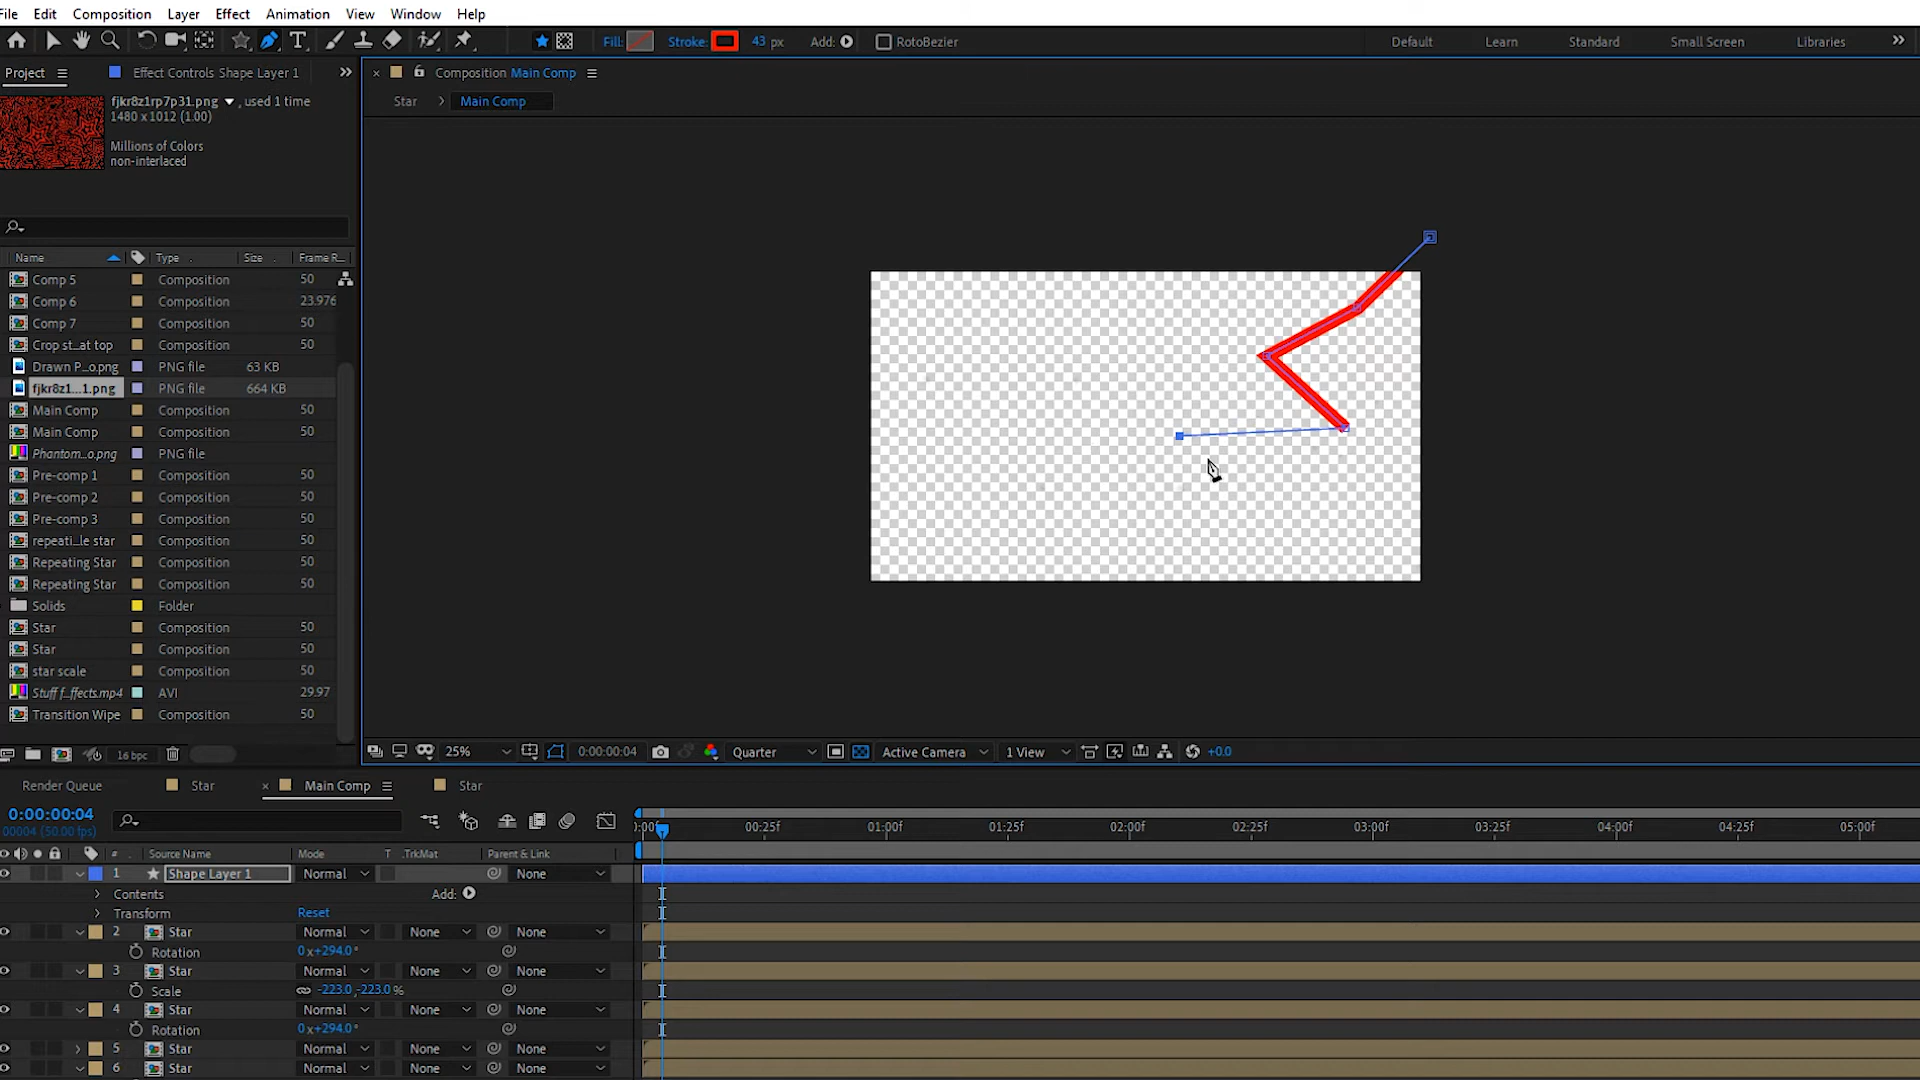 File Edit Composition Layer Effect Animation View Window Help
Fill: Stroke: 43 px Add: RotoBezier Default Learn Standard Small Screen Libraries
Project Effect Controls Shape Layer 1
Composition Main Comp
fjkr8z1rp7p31.png , used 1 time
1480 x 1012 (1.00)
Millions of Colors
non-interlaced
Star Main Comp
Name Type Size Frame R...
Comp 5 Composition 50
Comp 6 Composition 23.976
Comp 7 Composition 50
Crop st...at top Composition 50
Drawn P...o.png PNG file 63 KB
fjkr8z1...1.png PNG file 664 KB
Main Comp Composition 50
Main Comp Composition 50
Phantom...o.png PNG file
Pre-comp 1 Composition 50
Pre-comp 2 Composition 50
Pre-comp 3 Composition 50
repeati...le star Composition 50
Repeating Star Composition 50
Repeating Star Composition 50
Solids Folder
Star Composition 50
Star Composition 50
star scale Composition 50
Stuff f...ffects.mp4 AVI 29.97
Transition Wipe Composition 50
16 bpc
25% 0:00:00:04 Quarter Active Camera 1 View +0.0
Render Queue Star Main Comp Star
0:00:00:04
00004 (50.00 fps)
):00f 00:25f 01:00f 01:25f 02:00f 02:25f 03:00f 03:25f 04:00f 04:25f 05:00f
# Source Name Mode T .TrkMat Parent & Link
1 Shape Layer 1 Normal None
Contents Add:
Transform Reset
2 Star Normal None None
Rotation 0 x+294.0 °
3 Star Normal None None
Scale -223.0,-223.0 %
4 Star Normal None None
Rotation 0 x+294.0 °
5 Star Normal None None
6 Star Normal None None